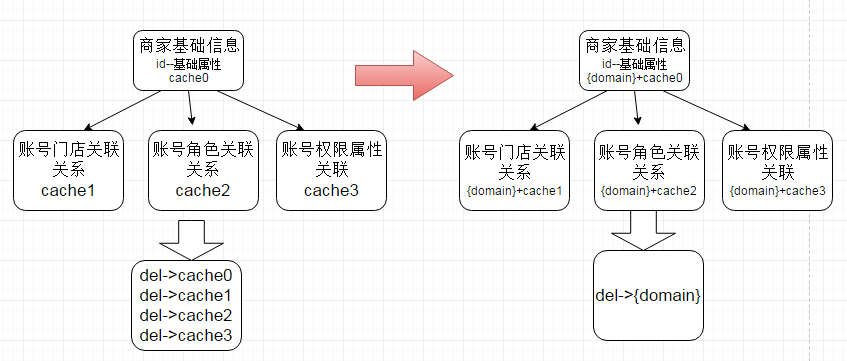 商家基础信息
id--基础属性
cache0
账号门店关联
关系
cache1
账号角色关联
关系
cache2
账号权限属性
关联
cache3
del->cache0
del->cache1
del->cache2
del->cache3
商家基础信息
id--基础属性
{domain}+cache0
账号门店关联
关系
{domain}+cache1
账号角色关联
关系
{domain}+cache2
账号权限属性
关联
{domain}+cache3
del->{domain}